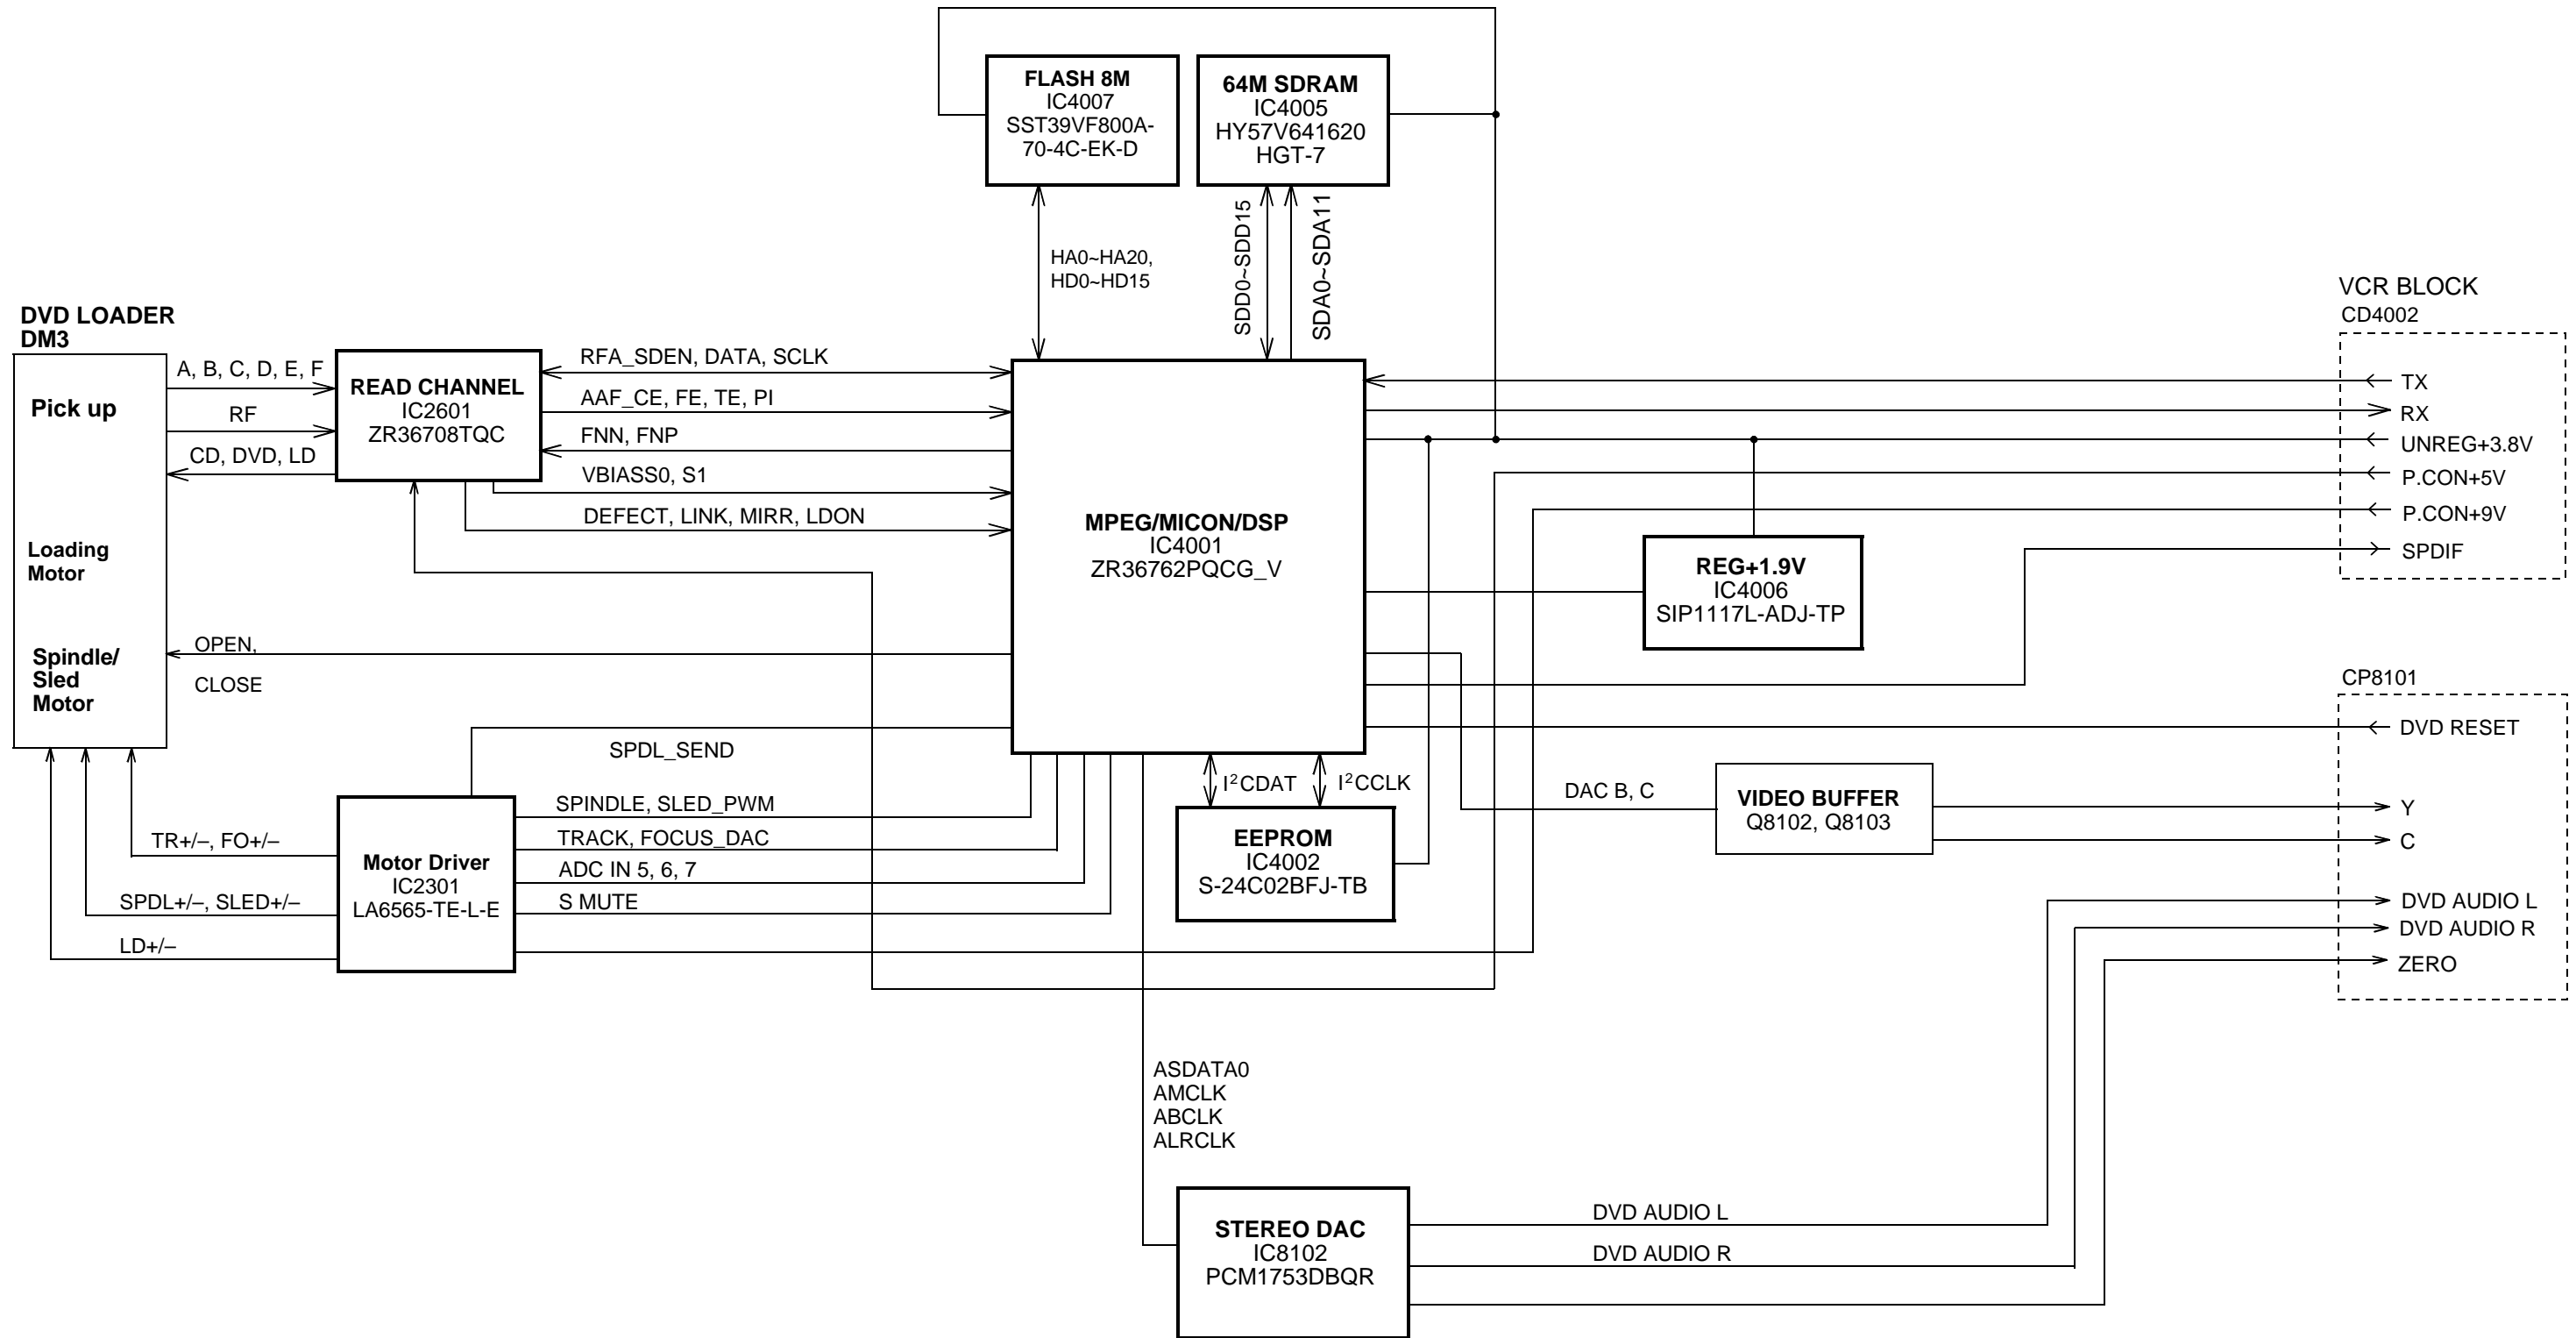 FLASH 8M
IC4007
SST39VF800A-
70-4C-EK-D
64M SDRAM
IC4005
HY57V641620
HGT-7
HA0~HA20,
HD0~HD15
SDD0~SDD15
SDA0~SDA11
DVD LOADER
DM3
Pick up
Loading
Motor
Spindle/
Sled
Motor
A, B, C, D, E, F
RF
CD, DVD, LD
READ CHANNEL
IC2601
ZR36708TQC
RFA_SDEN, DATA, SCLK
AAF_CE, FE, TE, PI
FNN, FNP
VBIASS0, S1
DEFECT, LINK, MIRR, LDON
MPEG/MICON/DSP
IC4001
ZR36762PQCG_V
VCR BLOCK
CD4002
TX
RX
UNREG+3.8V
P.CON+5V
P.CON+9V
SPDIF
REG+1.9V
IC4006
SIP1117L-ADJ-TP
OPEN,
CLOSE
SPDL_SEND
CP8101
DVD RESET
Y
C
DVD AUDIO L
DVD AUDIO R
ZERO
I²CDAT
I²CCLK
EEPROM
IC4002
S-24C02BFJ-TB
DAC B, C
VIDEO BUFFER
Q8102, Q8103
SPINDLE, SLED_PWM
TRACK, FOCUS_DAC
ADC IN 5, 6, 7
S MUTE
Motor Driver
IC2301
LA6565-TE-L-E
TR+/–, FO+/–
SPDL+/–, SLED+/–
LD+/–
ASDATA0
AMCLK
ABCLK
ALRCLK
STEREO DAC
IC8102
PCM1753DBQR
DVD AUDIO L
DVD AUDIO R